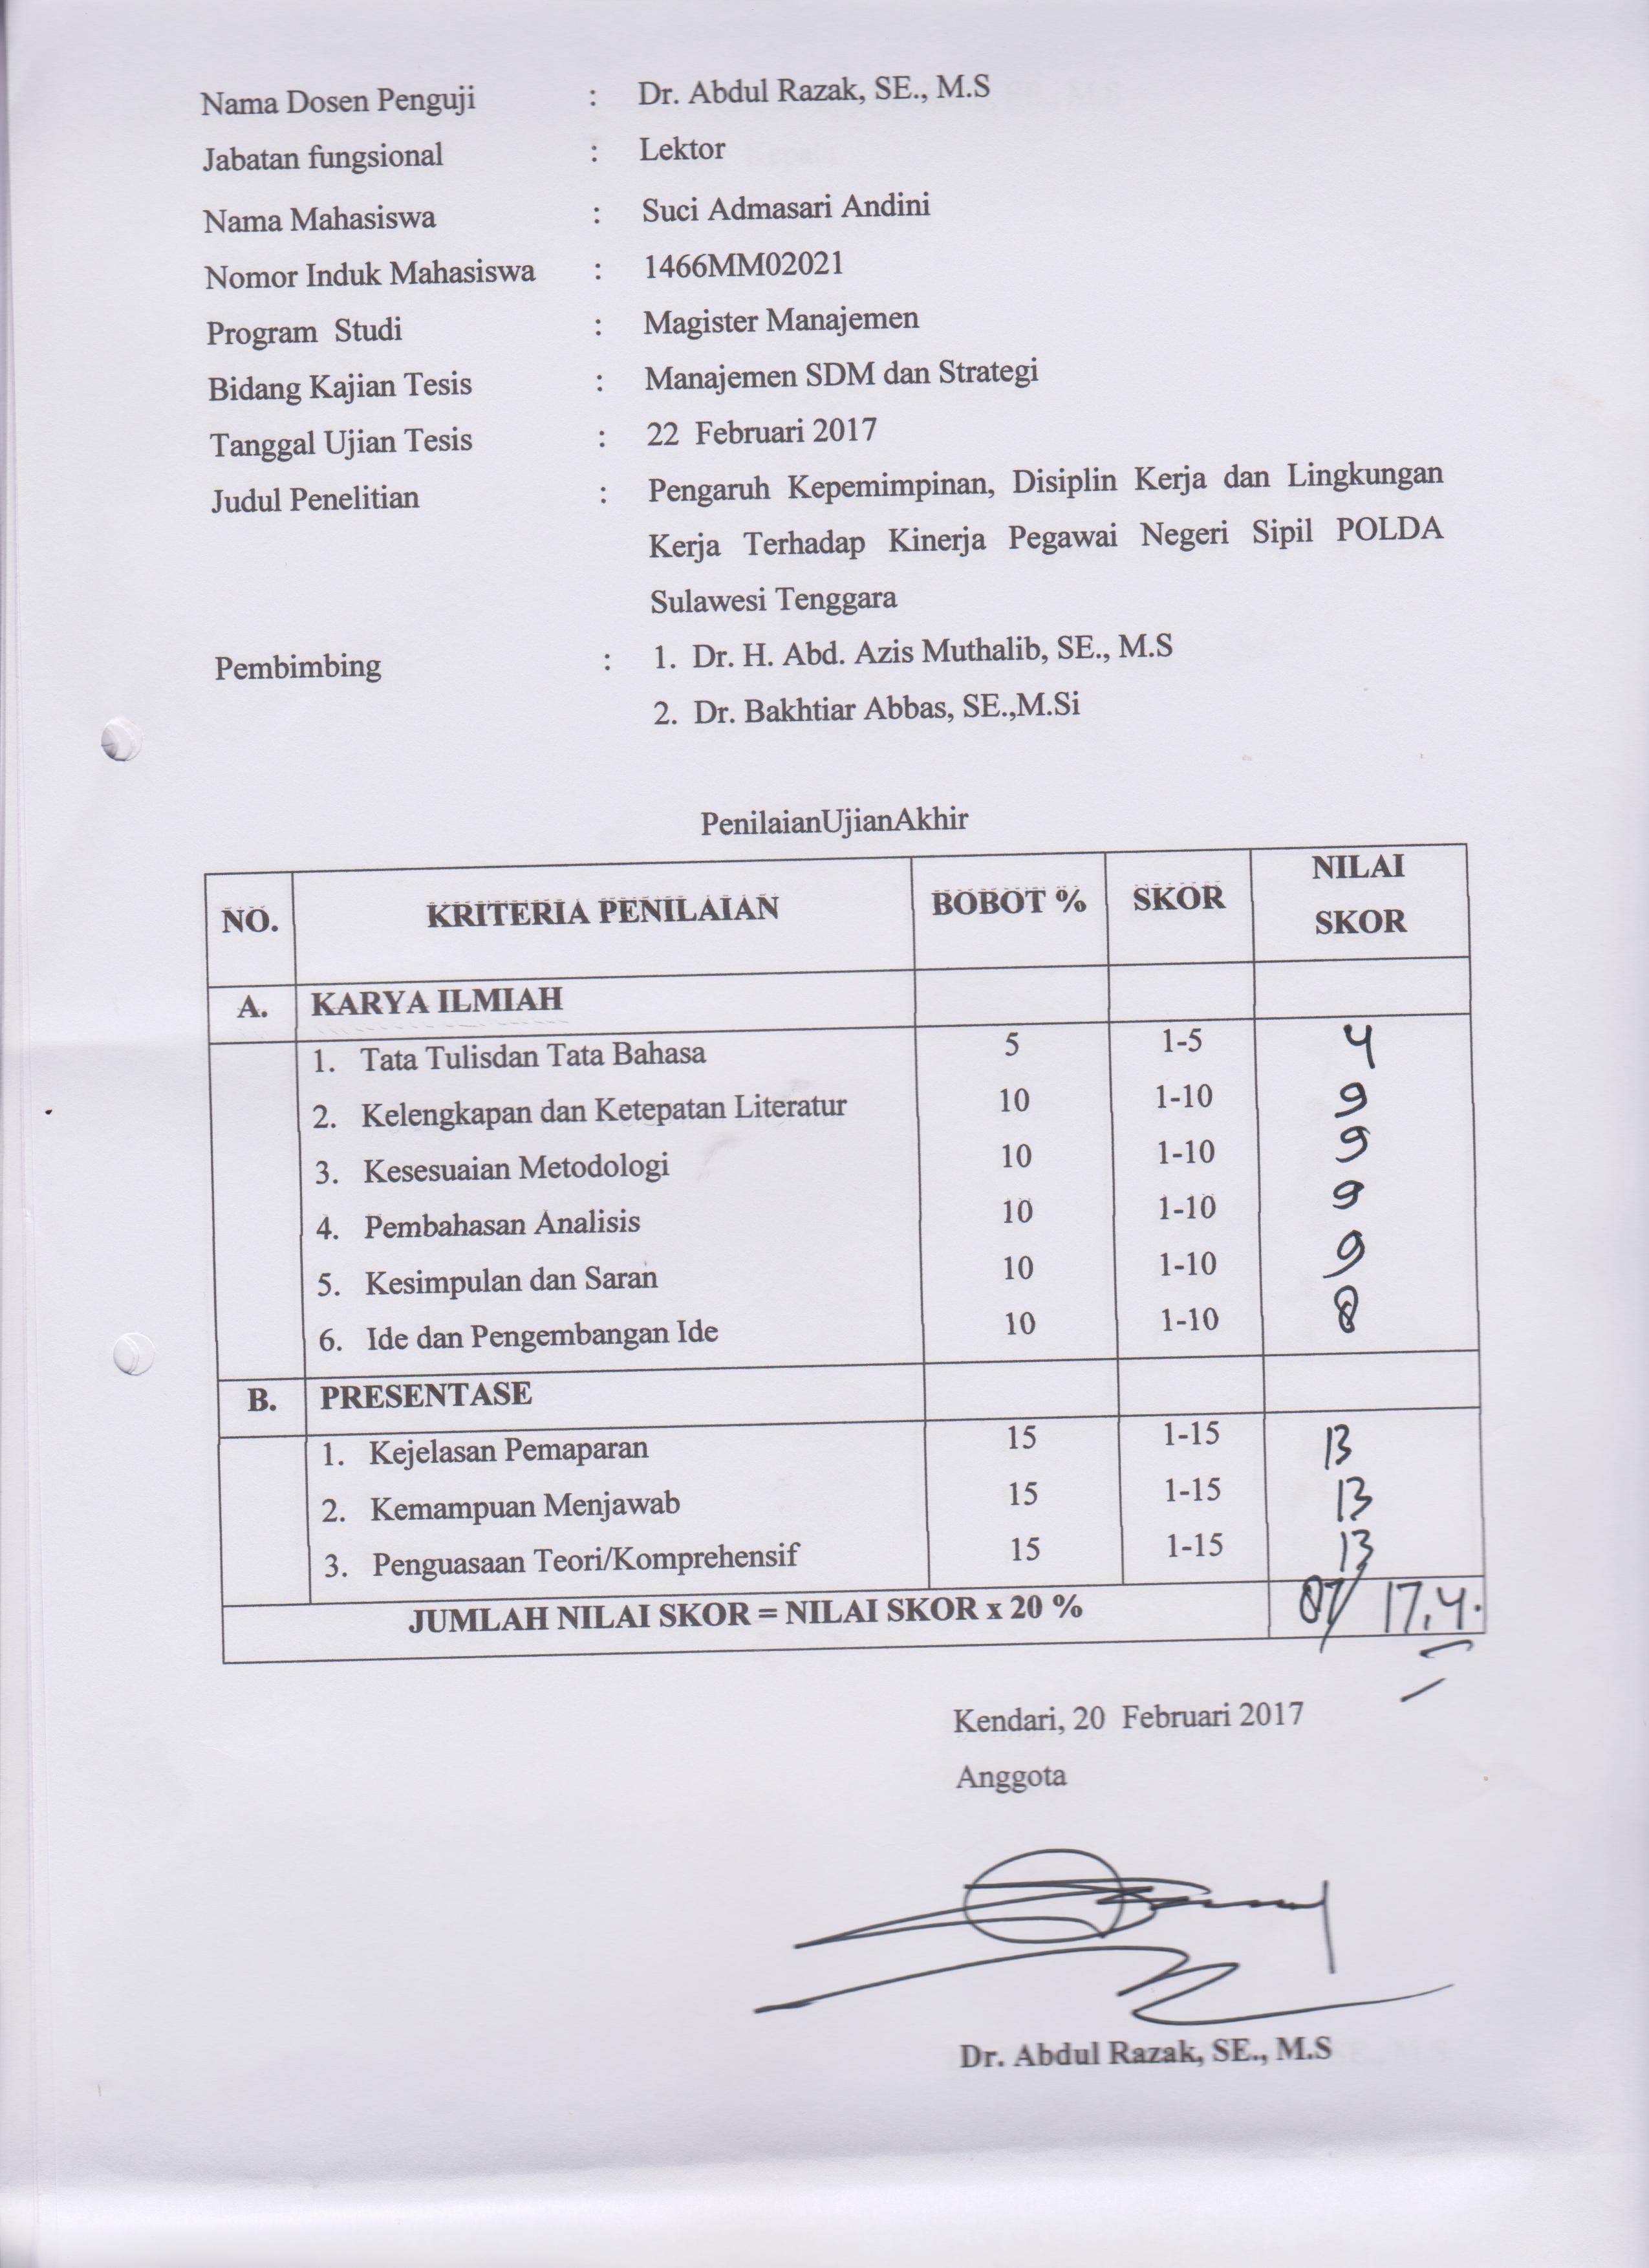 Nama Dosen Penguji : Dr. Abdul Razak, SE., M.S
Jabatan fungsional : Lektor
Nama Mahasiswa : Suci Admasari Andini
Nomor Induk Mahasiswa : 1466MM02021
Program Studi : Magister Manajemen
Bidang Kajian Tesis : Manajemen SDM dan Strategi
Tanggal Ujian Tesis : 22 Februari 2017
Judul Penelitian : Pengaruh Kepemimpinan, Disiplin Kerja dan Lingkungan
Kerja Terhadap Kinerja Pegawai Negeri Sipil POLDA
Sulawesi Tenggara
Pembimbing : 1. Dr. H. Abd. Azis Muthalib, SE., M.S
2. Dr. Bakhtiar Abbas, SE.,M.Si
PenilaianUjianAkhir
NO. KRITERIA PENILAIAN BOBOT % SKOR NILAI SKOR
A. KARYA ILMIAH
1. Tata Tulisdan Tata Bahasa 5 1-5 4
2. Kelengkapan dan Ketepatan Literatur 10 1-10 9
3. Kesesuaian Metodologi 10 1-10 9
4. Pembahasan Analisis 10 1-10 9
5. Kesimpulan dan Saran 10 1-10 9
6. Ide dan Pengembangan Ide 10 1-10 8
B. PRESENTASE
1. Kejelasan Pemaparan 15 1-15 13
2. Kemampuan Menjawab 15 1-15 13
3. Penguasaan Teori/Komprehensif 15 1-15 13
JUMLAH NILAI SKOR = NILAI SKOR x 20 % 87/ 17,4.
Kendari, 20 Februari 2017
Anggota
Dr. Abdul Razak, SE., M.S